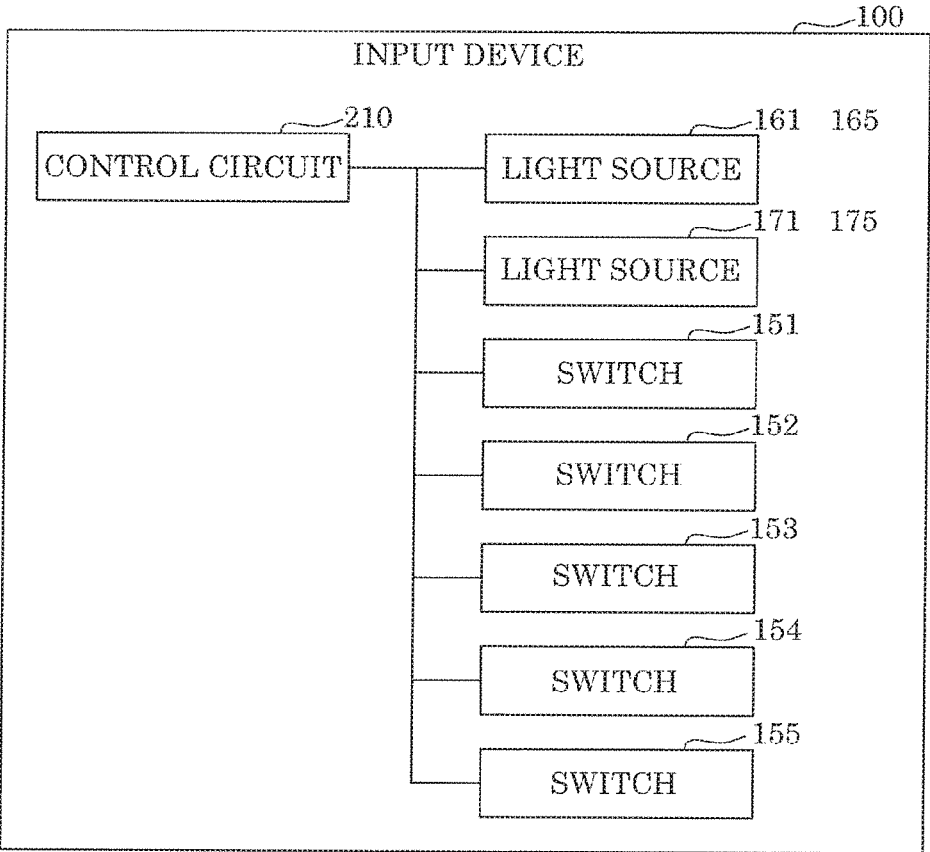 100
INPUT DEVICE
210
CONTROL CIRCUIT
161 165
LIGHT SOURCE
171 175
LIGHT SOURCE
151
SWITCH
152
SWITCH
153
SWITCH
154
SWITCH
155
SWITCH